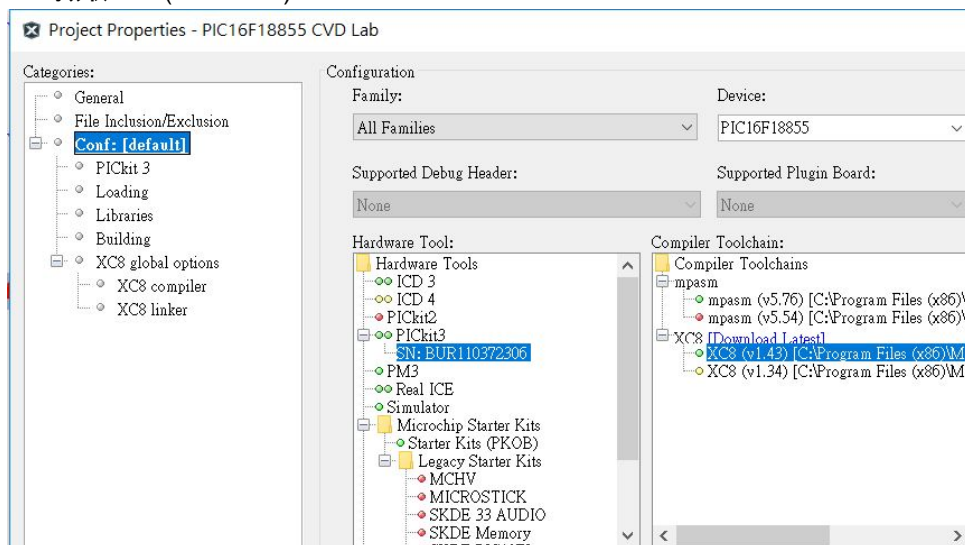 Project Properties - PIC16F18855 CVD Lab
Categories:
General
File Inclusion/Exclusion
Conf: [default]
PICkit 3
Loading
Libraries
Building
XC8 global options
XC8 compiler
XC8 linker
Configuration
Family:
All Families
Device:
PIC16F18855
Supported Debug Header:
None
Supported Plugin Board:
None
Hardware Tool:
Hardware Tools
ICD 3
ICD 4
PICkit2
PICkit3
SN: BUR110372306
PM3
Real ICE
Simulator
Microchip Starter Kits
Starter Kits (PKOB)
Legacy Starter Kits
MCHV
MICROSTICK
SKDE 33 AUDIO
SKDE Memory
Compiler Toolchain:
Compiler Toolchains
mpasm
mpasm (v5.76) [C:\Program Files (x86)\
mpasm (v5.54) [C:\Program Files (x86)\
XC8 [Download Latest]
XC8 (v1.43) [C:\Program Files (x86)\M
XC8 (v1.34) [C:\Program Files (x86)\M